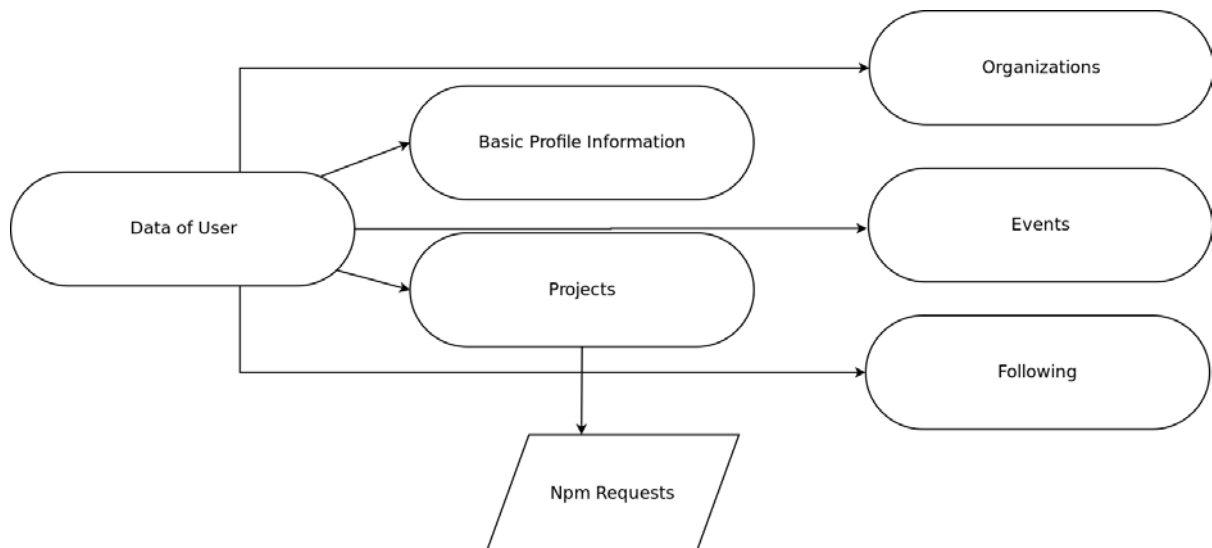 Organizations
Basic Profile Information
Data of User
Events
Projects
Following
Npm Requests